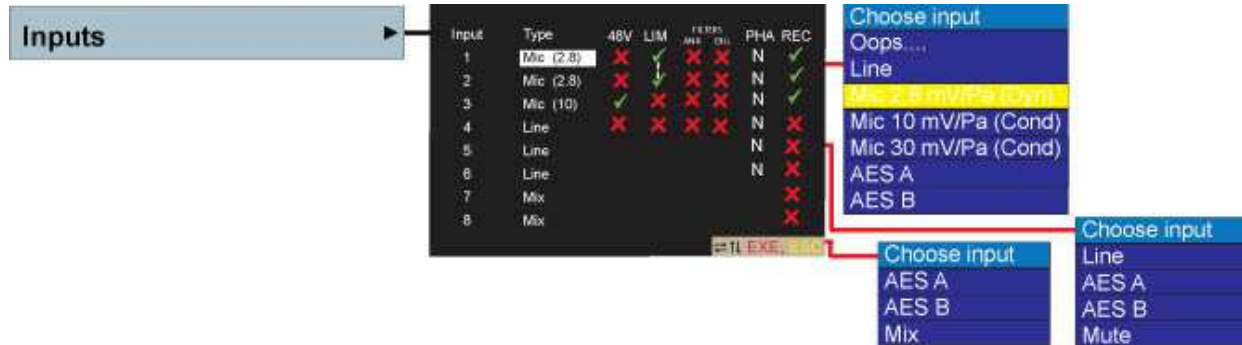 Inputs
Input Type 48V LIM FILTERS PHA REC
1 Mic (2.8) N
2 Mic (2.8) N
3 Mic (10) N
4 Line N
5 Line N
6 Line N
7 Mix
8 Mix
EXE,
Choose input
Oops....
Line
Mic 2.8 mV/Pa (Dyn)
Mic 10 mV/Pa (Cond)
Mic 30 mV/Pa (Cond)
AES A
AES B
Choose input
AES A
AES B
Mix
Choose input
Line
AES A
AES B
Mute